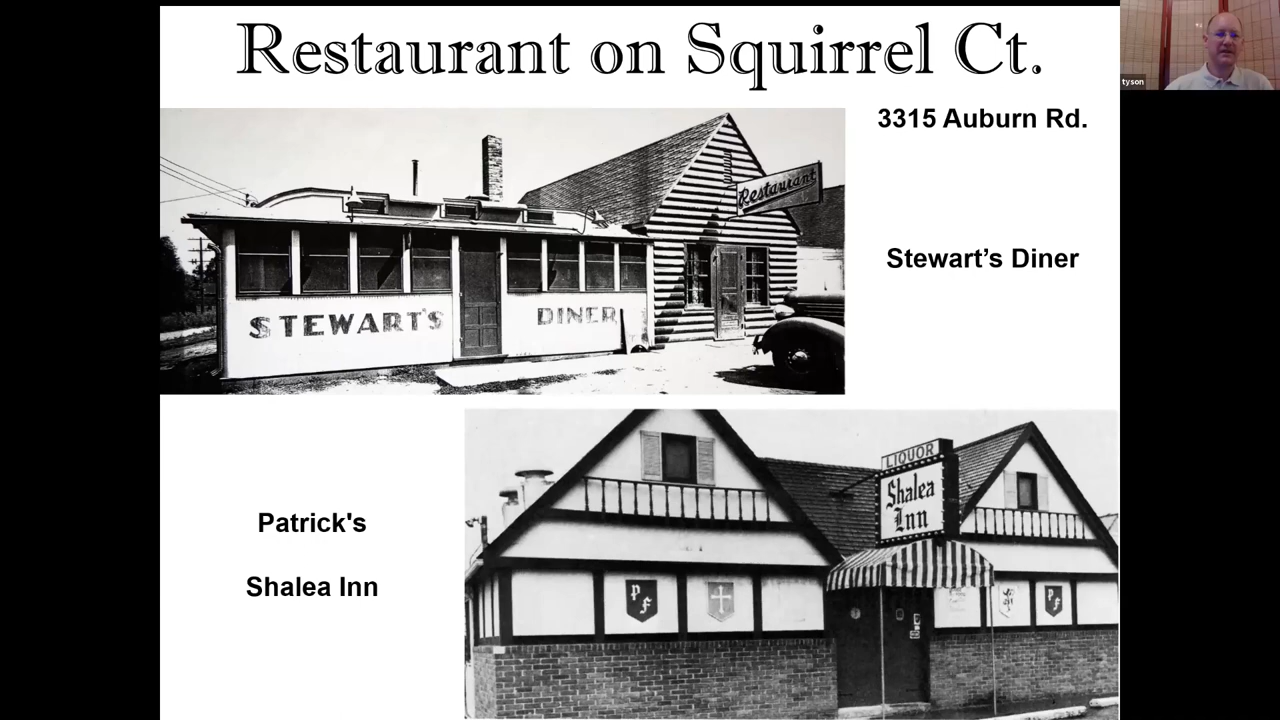 Restaurant on Squirrel Ct.
tyson
3315 Auburn Rd.
Restaurant
Stewart’s Diner
STEWART'S DINER
LIQUOR
Shalea
Inn
Patrick's
Shalea Inn
P F
P F